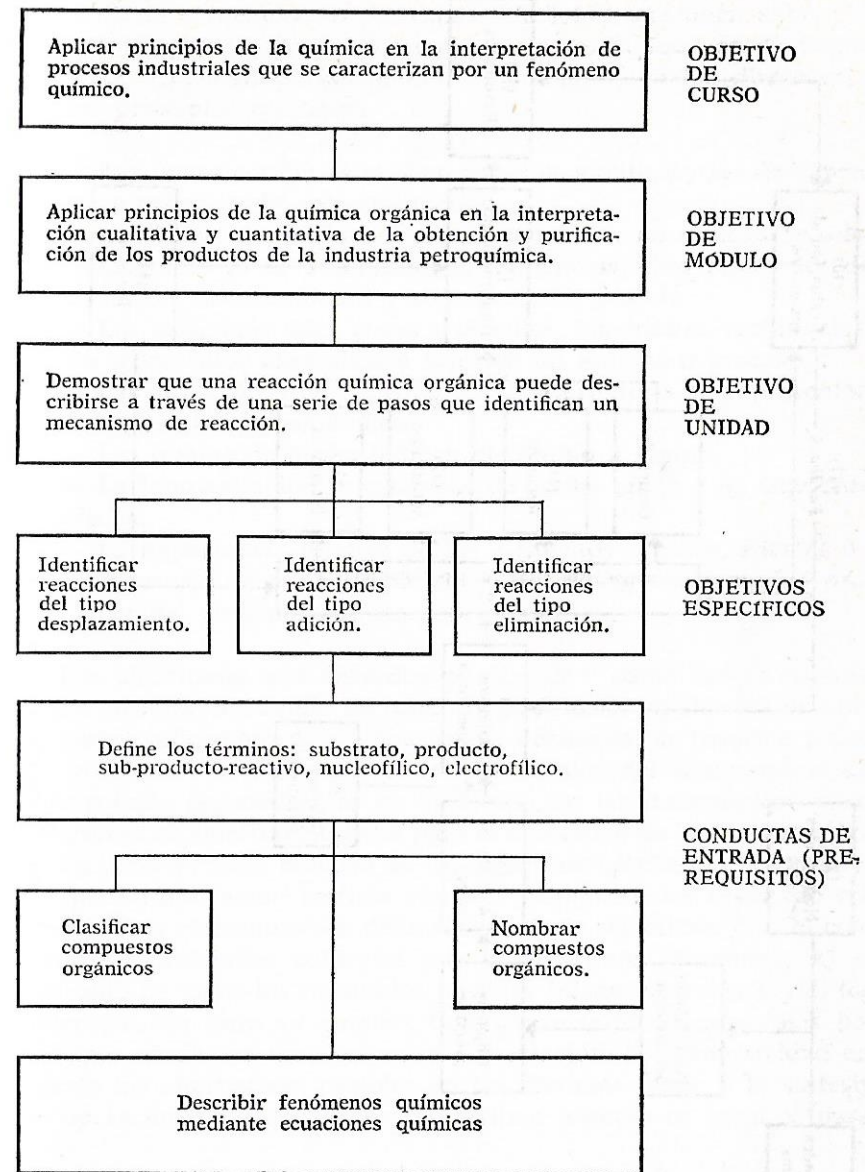 Aplicar principios de la química en la interpretación de
procesos industriales que se caracterizan por un fenómeno
químico.
OBJETIVO
DE
CURSO
Aplicar principios de la química orgánica en la interpreta-
ción cualitativa y cuantitativa de la obtención y purifica-
ción de los productos de la industria petroquímica.
OBJETIVO
DE
MÓDULO
Demostrar que una reacción química orgánica puede des-
cribirse a través de una serie de pasos que identifican un
mecanismo de reacción.
OBJETIVO
DE
UNIDAD
Identificar
reacciones
del tipo
desplazamiento.
Identificar
reacciones
del tipo
adición.
Identificar
reacciones
del tipo
eliminación.
OBJETIVOS
ESPECÍFICOS
Define los términos: substrato, producto,
sub-producto-reactivo, nucleofílico, electrofílico.
CONDUCTAS DE
ENTRADA (PRE-
REQUISITOS)
Clasificar
compuestos
orgánicos
Nombrar
compuestos
orgánicos.
Describir fenómenos químicos
mediante ecuaciones químicas